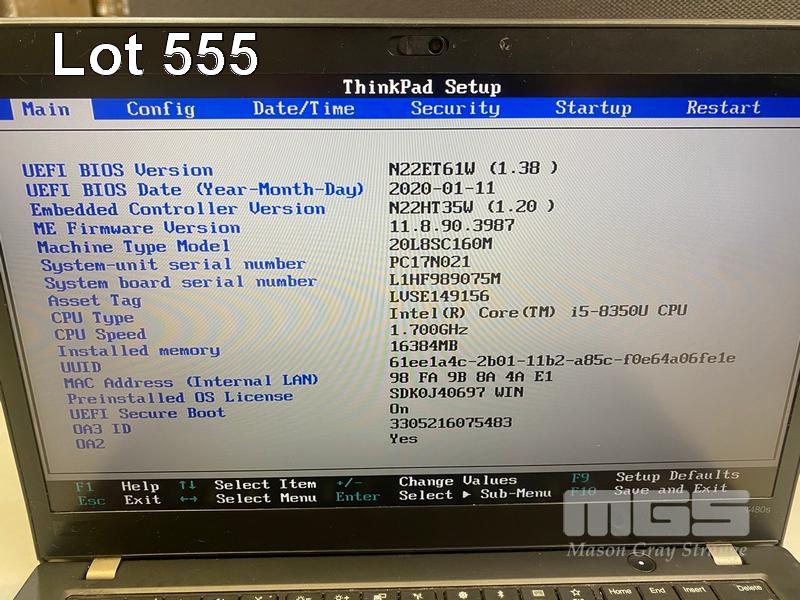 Lot 555
ThinkPad Setup
Main Config Date/Time Security Startup Restart
UEFI BIOS Version N22ET61W (1.38 )
UEFI BIOS Date (Year-Month-Day) 2020-01-11
Embedded Controller Version N22HT35W (1.20 )
ME Firmware Version 11.8.90.3987
Machine Type Model 20L8SC160M
System-unit serial number PC17N021
System board serial number L1HF989075M
Asset Tag LVSE149156
CPU Type Intel(R) Core(TM) i5-8350U CPU
CPU Speed 1.700GHz
Installed memory 16384MB
UUID 61ee1a4c-2b01-11b2-a85c-f0e64a06fe1e
MAC Address (Internal LAN) 98 FA 9B 8A 4A E1
Preinstalled OS License SDK0J40697 WIN
UEFI Secure Boot On
OA3 ID 3305216075483
OA2 Yes
F1 Help ↑↓ Select Item +/- Change Values F9 Setup Defaults
Esc Exit ←→ Select Menu Enter Select ▶ Sub-Menu F10 Save and Exit
MGS
Mason Gray Strange
Home End Insert Delete